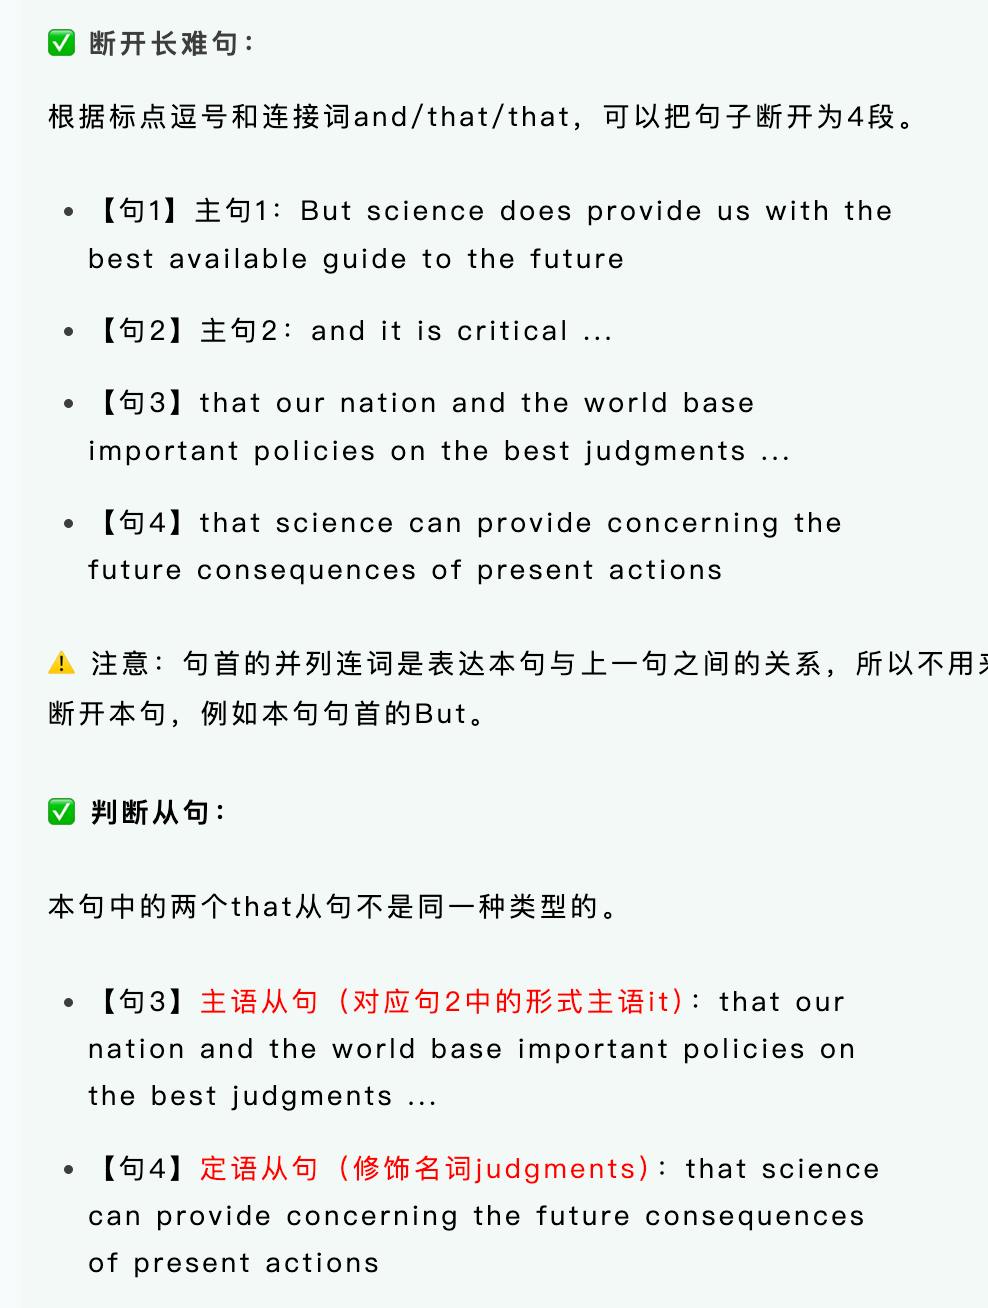 ✅ 断开长难句：
根据标点逗号和连接词and/that/that，可以把句子断开为4段。
• 【句1】主句1：But science does provide us with the
best available guide to the future
• 【句2】主句2：and it is critical ...
• 【句3】that our nation and the world base
important policies on the best judgments ...
• 【句4】that science can provide concerning the
future consequences of present actions
⚠️ 注意：句首的并列连词是表达本句与上一句之间的关系，所以不用来
断开本句，例如本句句首的But。
✅ 判断从句：
本句中的两个that从句不是同一种类型的。
• 【句3】主语从句（对应句2中的形式主语it）：that our
nation and the world base important policies on
the best judgments ...
• 【句4】定语从句（修饰名词judgments）：that science
can provide concerning the future consequences
of present actions